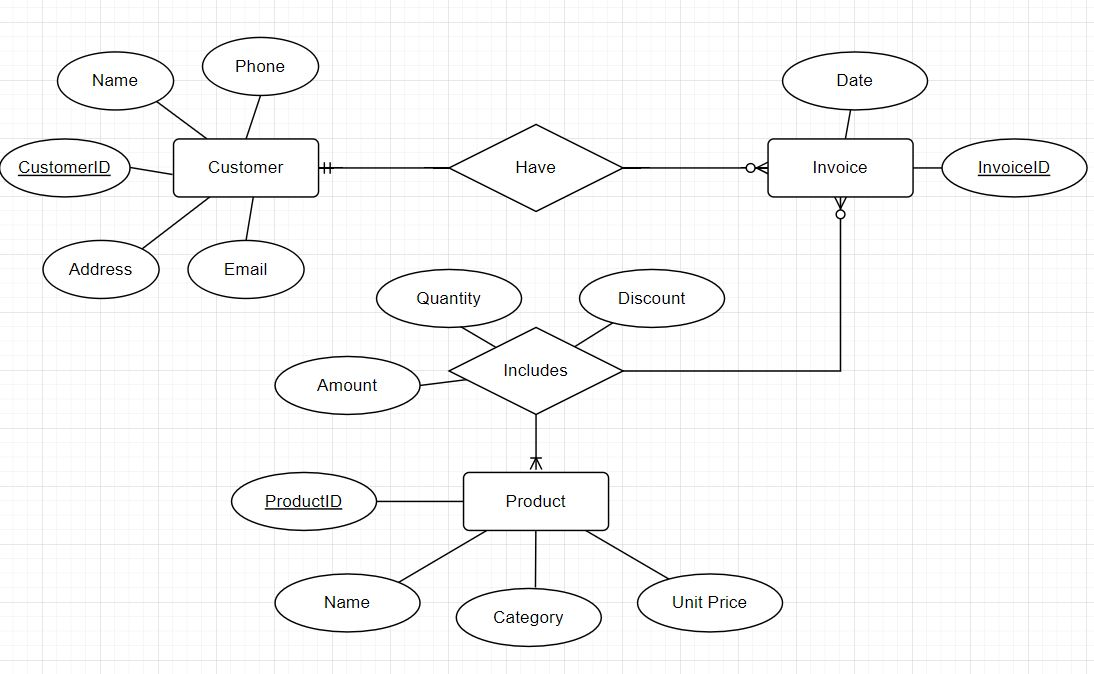 Phone
Name
Date
CustomerID
Customer
Have
Invoice
InvoiceID
Address
Email
Quantity
Discount
Includes
Amount
ProductID
Product
Name
Category
Unit Price